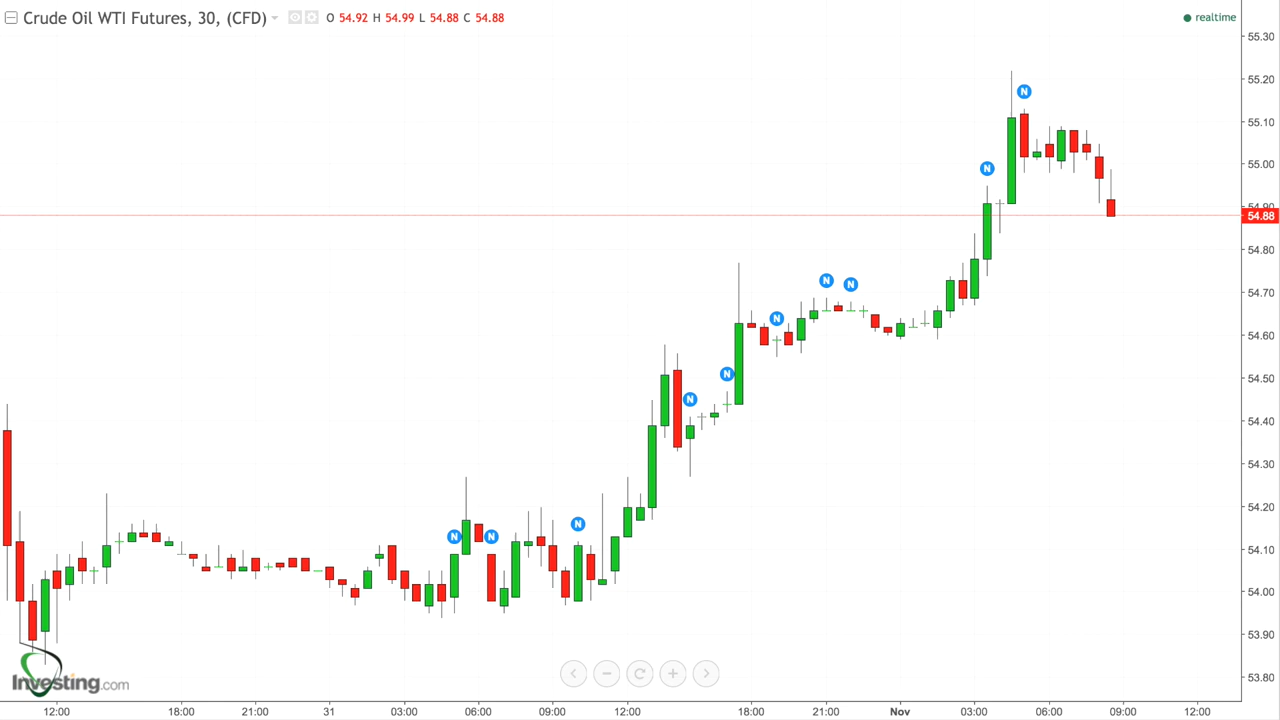 Crude Oil WTI Futures, 30, (CFD) O 54.92 H 54.99 L 54.88 C 54.88
realtime
55.30
55.20
55.10
55.00
54.90
54.88
54.80
54.70
54.60
54.50
54.40
54.30
54.20
54.10
54.00
53.90
53.80
N
N
N
N
N
N
N
N
N
N
N
Investing.com
12:00 18:00 21:00 31 03:00 06:00 09:00 12:00 18:00 21:00 Nov 03:00 06:00 09:00 12:00